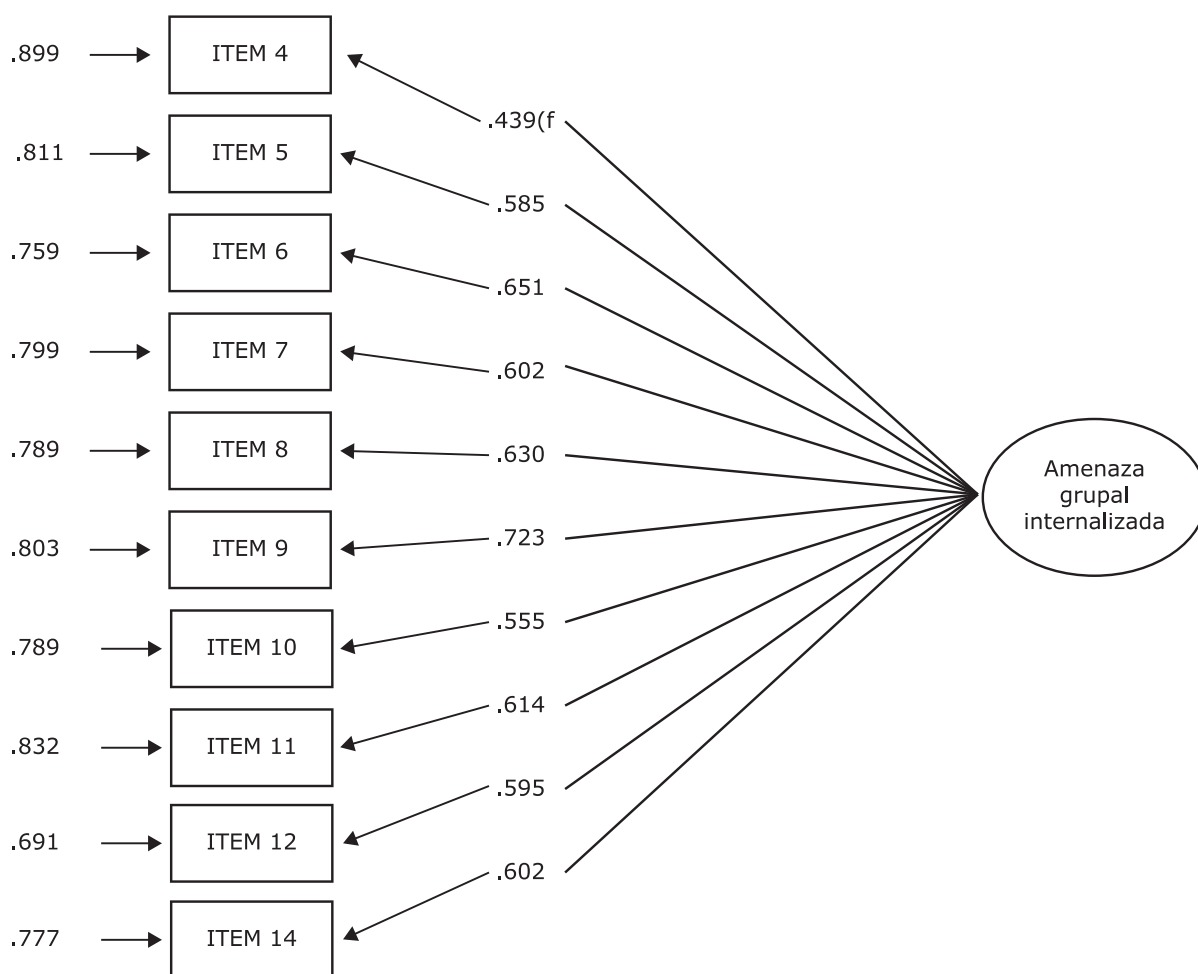 .899
ITEM 4
.439(f
.811
ITEM 5
.585
.759
ITEM 6
.651
.799
ITEM 7
.602
.789
ITEM 8
.630
.803
ITEM 9
.723
.789
ITEM 10
.555
.832
ITEM 11
.614
.691
ITEM 12
.595
.777
ITEM 14
.602
Amenaza
grupal
internalizada